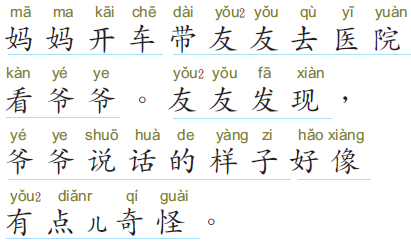 mā ma kāi chē dài yǒu2 yǒu qù yī yuàn
妈妈开车带友友去医院
kàn yé ye yǒu2 yǒu fā xiàn
看爷爷。友友发现，
yé ye shuō huà de yàng zi hǎo xiàng
爷爷说话的样子好像
yǒu2 diǎnr qí guài
有点儿奇怪。